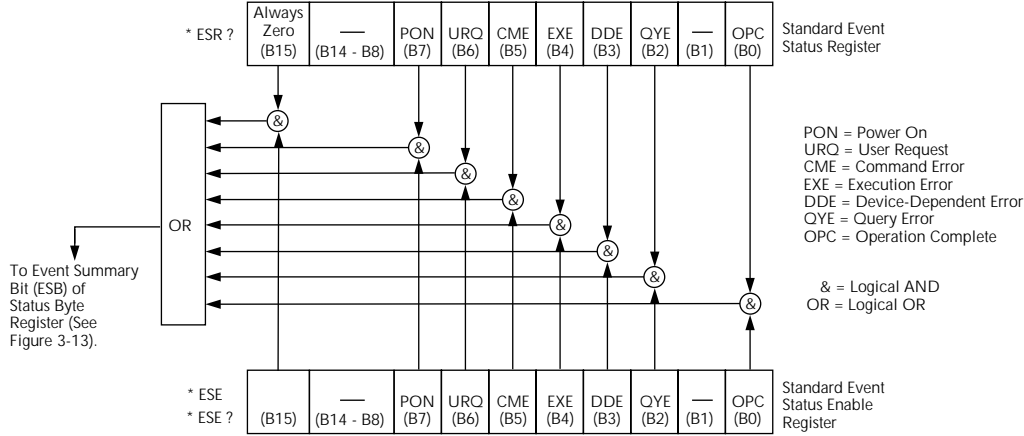 * ESR ?
Always Zero (B15)
— (B14 - B8)
PON (B7)
URQ (B6)
CME (B5)
EXE (B4)
DDE (B3)
QYE (B2)
— (B1)
OPC (B0)
Standard Event
Status Register
&
&
&
&
&
&
&
&
OR
PON = Power On
URQ = User Request
CME = Command Error
EXE = Execution Error
DDE = Device-Dependent Error
QYE = Query Error
OPC = Operation Complete
& = Logical AND
OR = Logical OR
To Event Summary
Bit (ESB) of
Status Byte
Register (See
Figure 3-13).
* ESE
* ESE ?
(B15)
— (B14 - B8)
PON (B7)
URQ (B6)
CME (B5)
EXE (B4)
DDE (B3)
QYE (B2)
— (B1)
OPC (B0)
Standard Event
Status Enable
Register